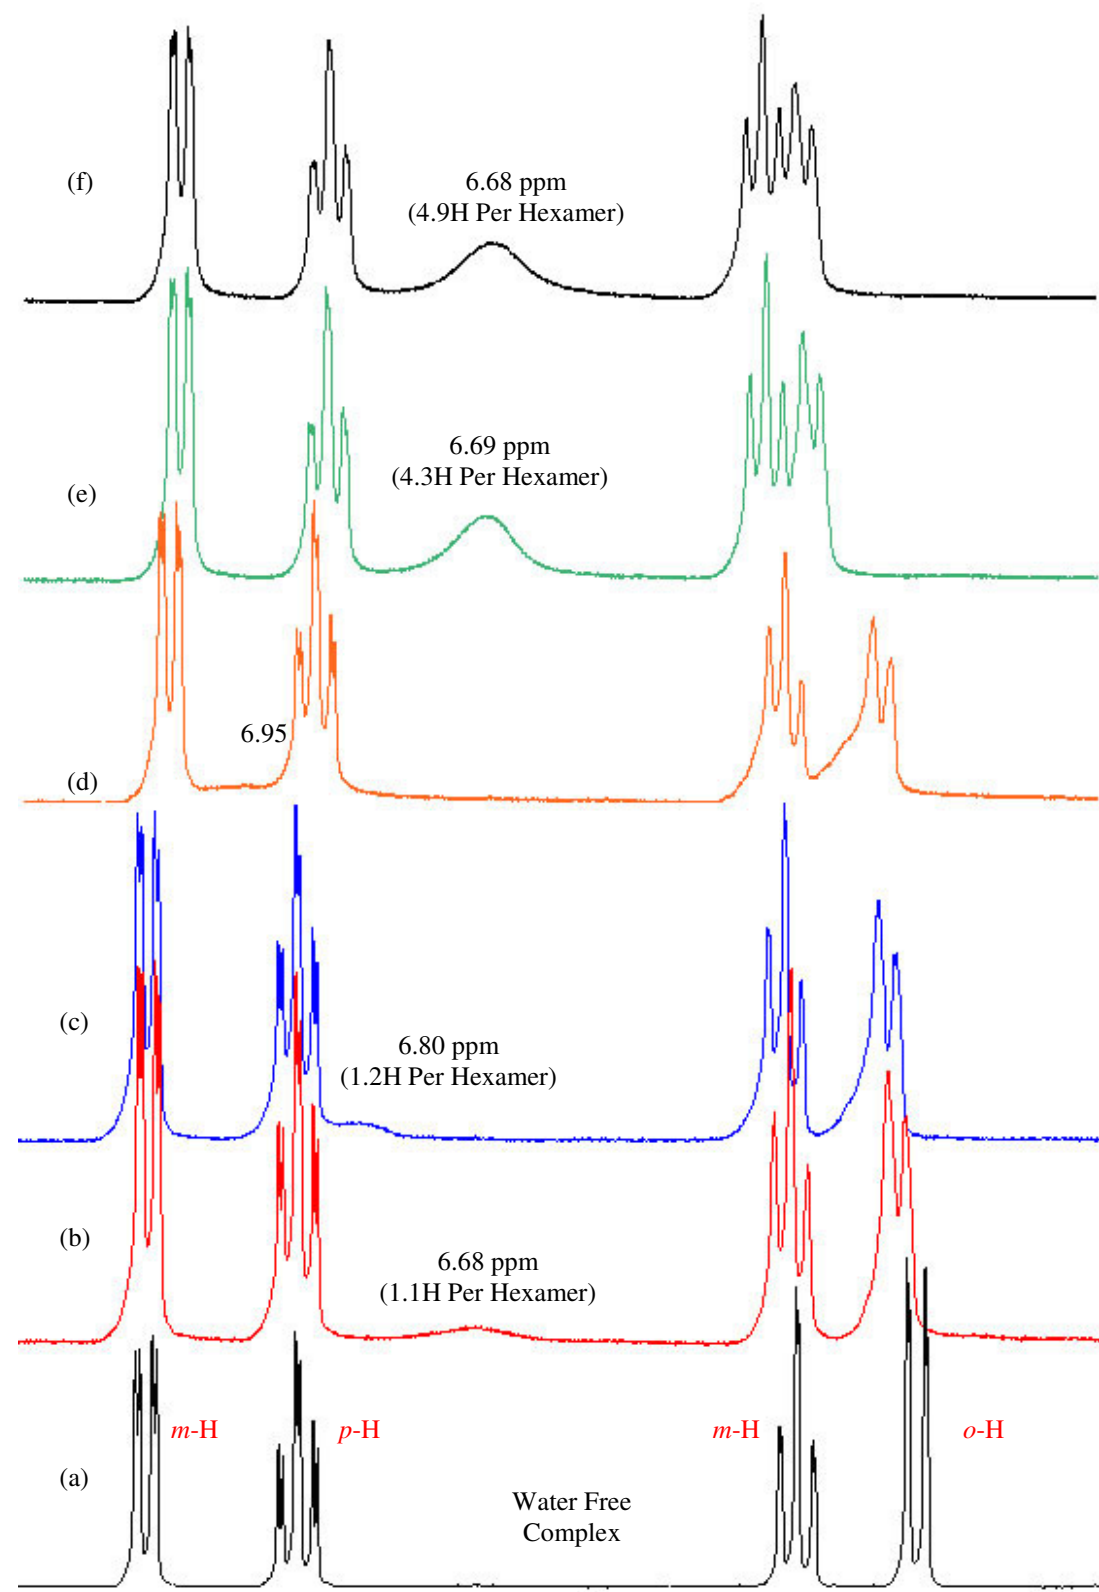 (f)
6.68 ppm
(4.9H Per Hexamer)
6.69 ppm
(4.3H Per Hexamer)
(e)
6.95
(d)
(c)
6.80 ppm
(1.2H Per Hexamer)
(b)
6.68 ppm
(1.1H Per Hexamer)
m-H
p-H
m-H
o-H
(a)
Water Free
Complex